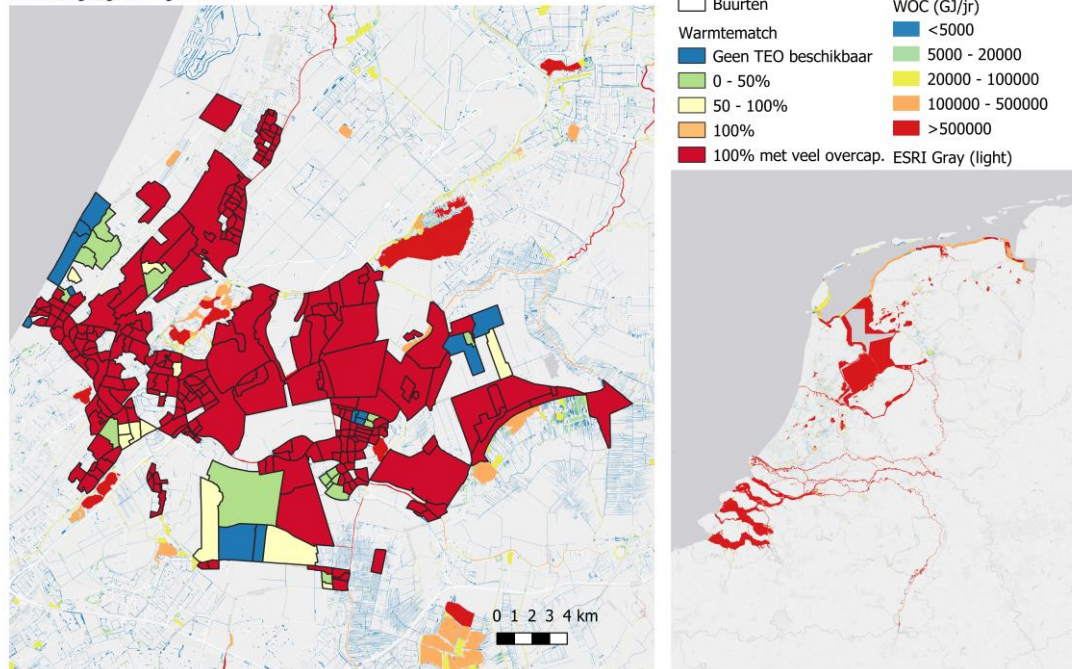 Buurten
Warmtematch
Geen TEO beschikbaar
0 - 50%
50 - 100%
100%
100% met veel overcap.
WOC (GJ/jr)
<5000
5000 - 20000
20000 - 100000
100000 - 500000
>500000
ESRI Gray (light)
0 1 2 3 4 km